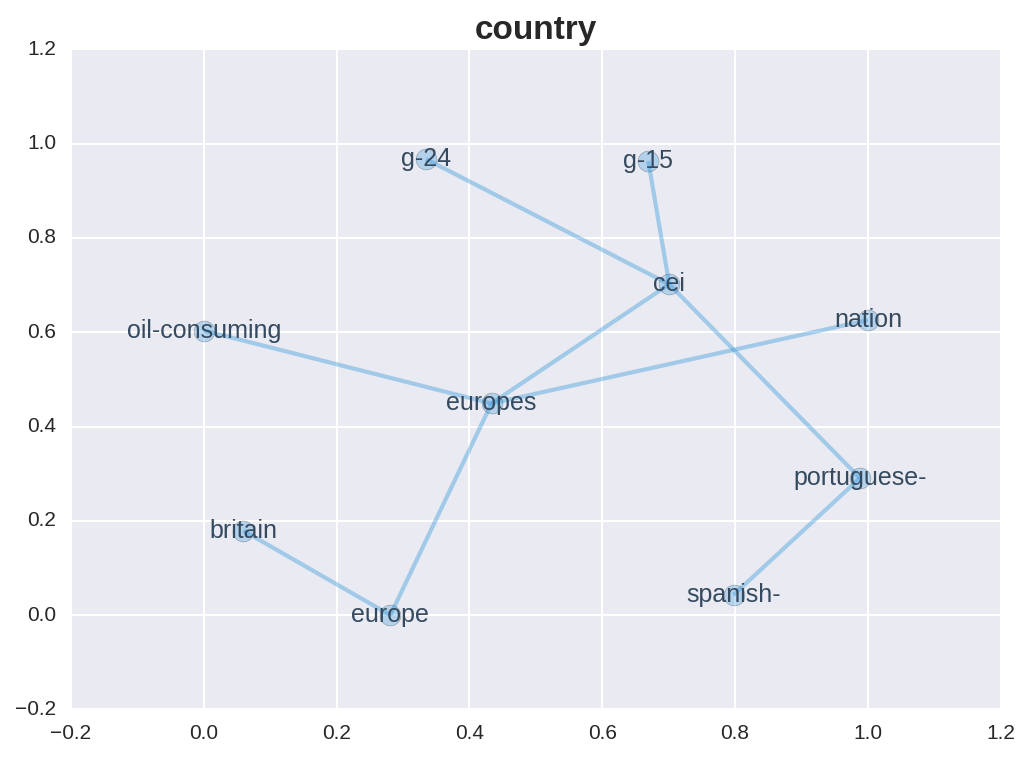 country
1.2
1.0
0.8
0.6
0.4
0.2
0.0
−0.2
g-24
g-15
cei
nation
oil-consuming
europes
portuguese-
britain
spanish-
europe
−0.2
0.0
0.2
0.4
0.6
0.8
1.0
1.2